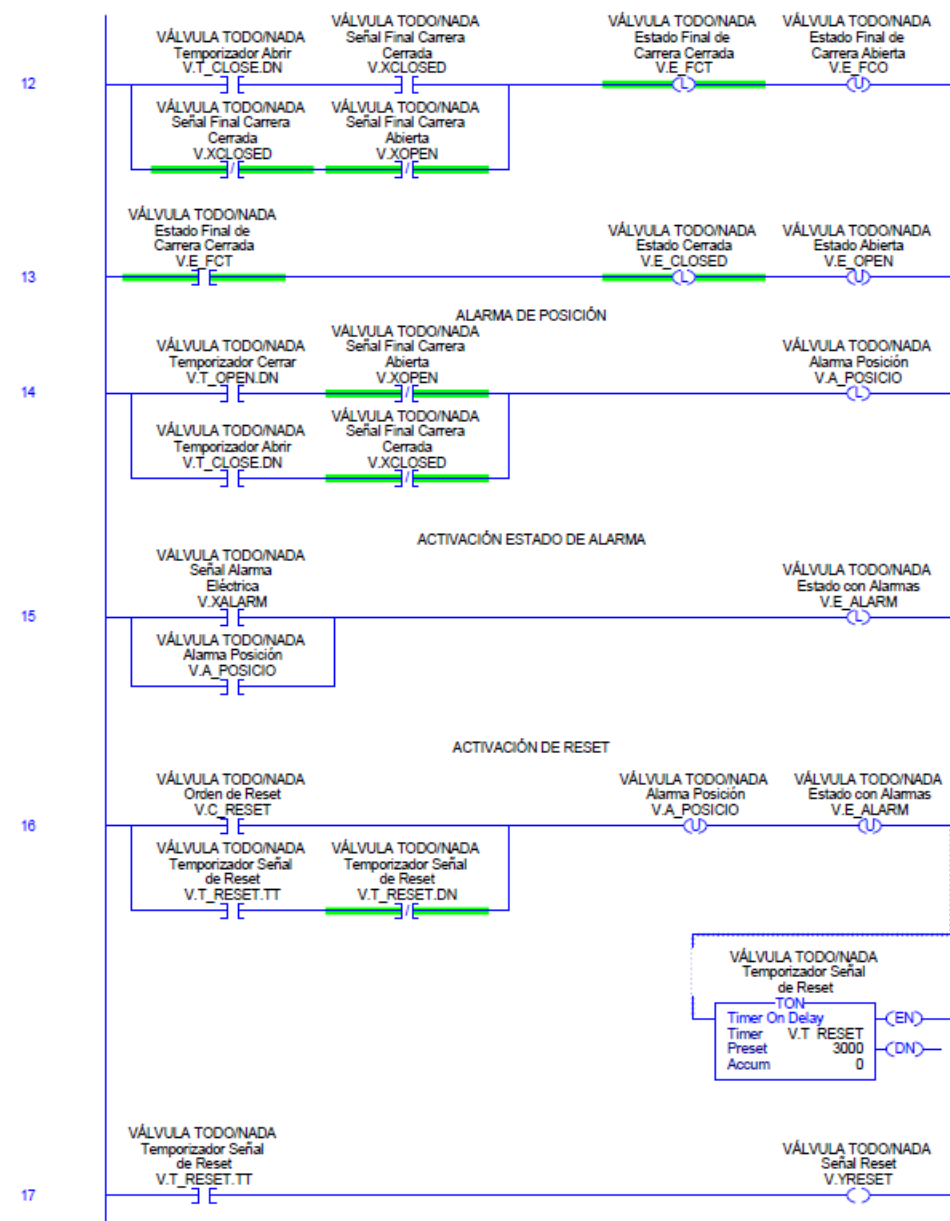 VÁLVULA TODO/NADA
Temporizador Abrir
V.T_CLOSE.DN
VÁLVULA TODO/NADA
Señal Final Carrera
Cerrada
V.XCLOSED
VÁLVULA TODO/NADA
Estado Final de
Carrera Cerrada
V.E_FCT
VÁLVULA TODO/NADA
Estado Final de
Carrera Abierta
V.E_FCO
12
L
U
VÁLVULA TODO/NADA
Señal Final Carrera
Cerrada
V.XCLOSED
VÁLVULA TODO/NADA
Señal Final Carrera
Abierta
V.XOPEN
VÁLVULA TODO/NADA
Estado Final de
Carrera Cerrada
V.E_FCT
VÁLVULA TODO/NADA
Estado Cerrada
V.E_CLOSED
VÁLVULA TODO/NADA
Estado Abierta
V.E_OPEN
13
L
U
ALARMA DE POSICIÓN
VÁLVULA TODO/NADA
Temporizador Cerrar
V.T_OPEN.DN
VÁLVULA TODO/NADA
Señal Final Carrera
Abierta
V.XOPEN
VÁLVULA TODO/NADA
Alarma Posición
V.A_POSICIO
14
L
VÁLVULA TODO/NADA
Temporizador Abrir
V.T_CLOSE.DN
VÁLVULA TODO/NADA
Señal Final Carrera
Cerrada
V.XCLOSED
ACTIVACIÓN ESTADO DE ALARMA
VÁLVULA TODO/NADA
Señal Alarma
Eléctrica
V.XALARM
VÁLVULA TODO/NADA
Estado con Alarmas
V.E_ALARM
15
L
VÁLVULA TODO/NADA
Alarma Posición
V.A_POSICIO
ACTIVACIÓN DE RESET
VÁLVULA TODO/NADA
Orden de Reset
V.C_RESET
VÁLVULA TODO/NADA
Alarma Posición
V.A_POSICIO
VÁLVULA TODO/NADA
Estado con Alarmas
V.E_ALARM
16
U
U
VÁLVULA TODO/NADA
Temporizador Señal
de Reset
V.T_RESET.TT
VÁLVULA TODO/NADA
Temporizador Señal
de Reset
V.T_RESET.DN
VÁLVULA TODO/NADA
Temporizador Señal
de Reset
TON
Timer On Delay
EN
Timer V.T_RESET
Preset 3000
DN
Accum 0
VÁLVULA TODO/NADA
Temporizador Señal
de Reset
V.T_RESET.TT
VÁLVULA TODO/NADA
Señal Reset
V.YRESET
17